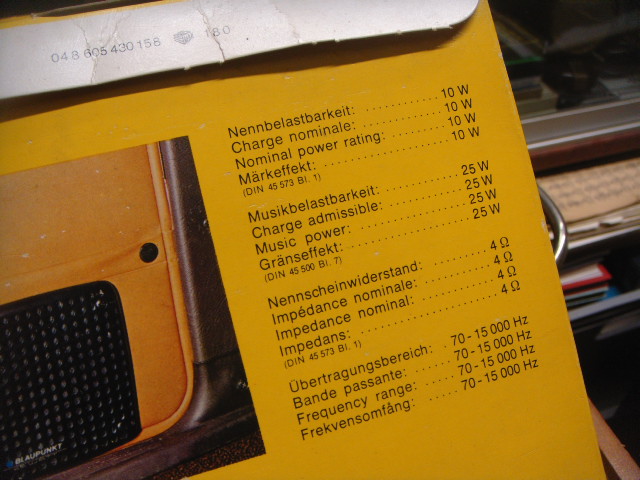 048 605 430 158 180
Nennbelastbarkeit: . . . . . . . . . . . 10 W
Charge nominale: . . . . . . . . . . . . 10 W
Nominal power rating: . . . . . . . . . 10 W
Märkeffekt: . . . . . . . . . . . . . . . . 10 W
(DIN 45 573 Bl. 1)
Musikbelastbarkeit: . . . . . . . . . . . 25 W
Charge admissible: . . . . . . . . . . . 25 W
Music power: . . . . . . . . . . . . . . . 25 W
Gränseffekt: . . . . . . . . . . . . . . . 25 W
(DIN 45 500 Bl. 7)
Nennscheinwiderstand: . . . . . . . . . 4 Ω
Impédance nominale: . . . . . . . . . . 4 Ω
Impedance nominal: . . . . . . . . . . . 4 Ω
Impedans: . . . . . . . . . . . . . . . . . 4 Ω
(DIN 45 573 Bl. 1)
Übertragungsbereich: . 70 - 15 000 Hz
Bande passante: . . . . . 70 - 15 000 Hz
Frequency range: . . . . 70 - 15 000 Hz
Frekvensomfång: . . . . . 70 - 15 000 Hz
BLAUPUNKT